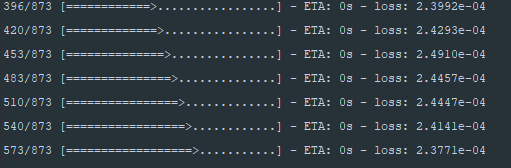 396/873 [=============>................] - ETA: 0s - loss: 2.3992e-04
420/873 [==============>...............] - ETA: 0s - loss: 2.4293e-04
453/873 [===============>..............] - ETA: 0s - loss: 2.4910e-04
483/873 [================>.............] - ETA: 0s - loss: 2.4457e-04
510/873 [=================>............] - ETA: 0s - loss: 2.4447e-04
540/873 [==================>...........] - ETA: 0s - loss: 2.4141e-04
573/873 [===================>..........] - ETA: 0s - loss: 2.3771e-04